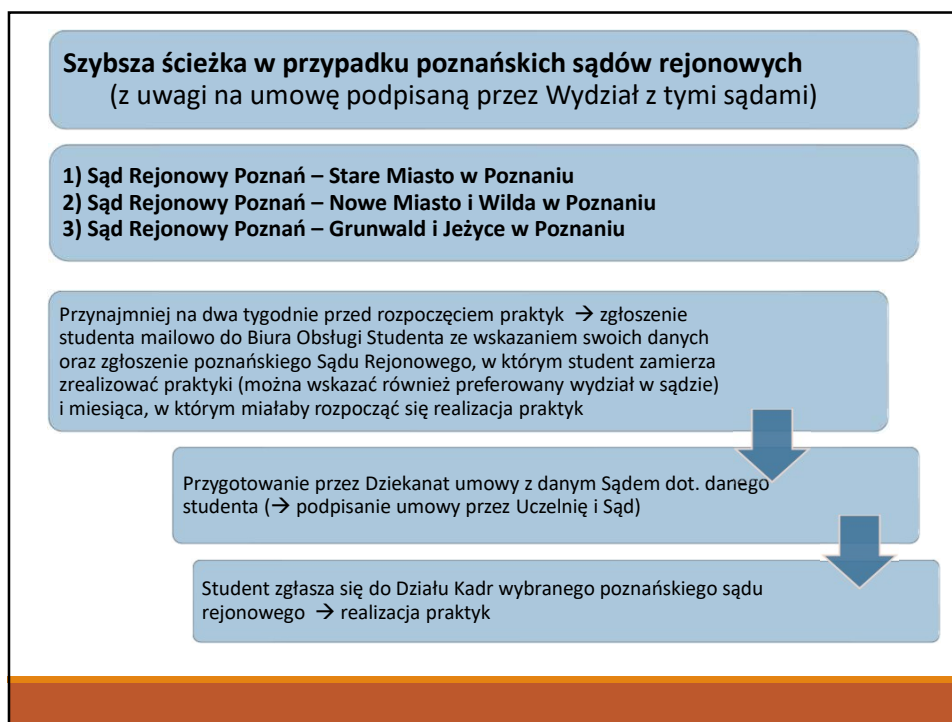 Szybsza ścieżka w przypadku poznańskich sądów rejonowych
(z uwagi na umowę podpisaną przez Wydział z tymi sądami)
1) Sąd Rejonowy Poznań – Stare Miasto w Poznaniu
2) Sąd Rejonowy Poznań – Nowe Miasto i Wilda w Poznaniu
3) Sąd Rejonowy Poznań – Grunwald i Jeżyce w Poznaniu
Przynajmniej na dwa tygodnie przed rozpoczęciem praktyk → zgłoszenie
studenta mailowo do Biura Obsługi Studenta ze wskazaniem swoich danych
oraz zgłoszenie poznańskiego Sądu Rejonowego, w którym student zamierza
zrealizować praktyki (można wskazać również preferowany wydział w sądzie)
i miesiąca, w którym miałaby rozpocząć się realizacja praktyk
Przygotowanie przez Dziekanat umowy z danym Sądem dot. danego
studenta (→ podpisanie umowy przez Uczelnię i Sąd)
Student zgłasza się do Działu Kadr wybranego poznańskiego sądu
rejonowego → realizacja praktyk